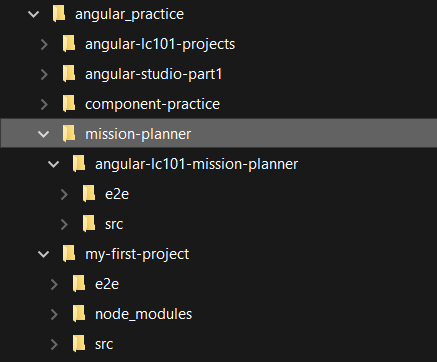 angular_practice
angular-lc101-projects
angular-studio-part1
component-practice
mission-planner
angular-lc101-mission-planner
e2e
src
my-first-project
e2e
node_modules
src